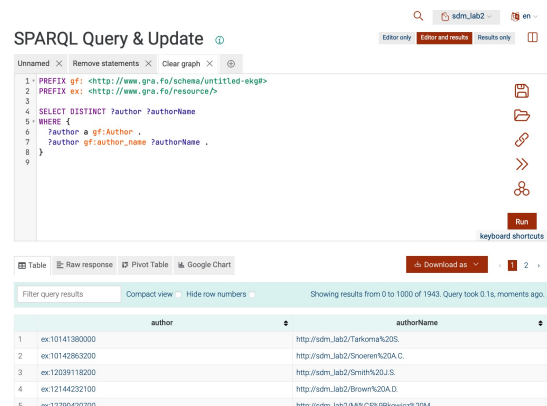 sdm_lab2
en
SPARQL Query & Update
Editor only
Editor and results
Results only
Unnamed
Remove statements
Clear graph
1 PREFIX gf: <http://www.gra.fo/schema/untitled-ekg#>
2 PREFIX ex: <http://www.gra.fo/resource/>
3
4 SELECT DISTINCT ?author ?authorName
5 WHERE {
6 ?author a gf:Author .
7 ?author gf:author_name ?authorName .
8 }
9
Run
keyboard shortcuts
Table
Raw response
Pivot Table
Google Chart
Download as
1 2
Filter query results
Compact view
Hide row numbers
Showing results from 0 to 1000 of 1943. Query took 0.1s, moments ago.
author authorName
1 ex:10141380000 http://sdm_lab2/Tarkoma%20S.
2 ex:10142863200 http://sdm_lab2/Snoeren%20A.C.
3 ex:12039118200 http://sdm_lab2/Smith%20J.S.
4 ex:12144232100 http://sdm_lab2/Brown%20A.D.